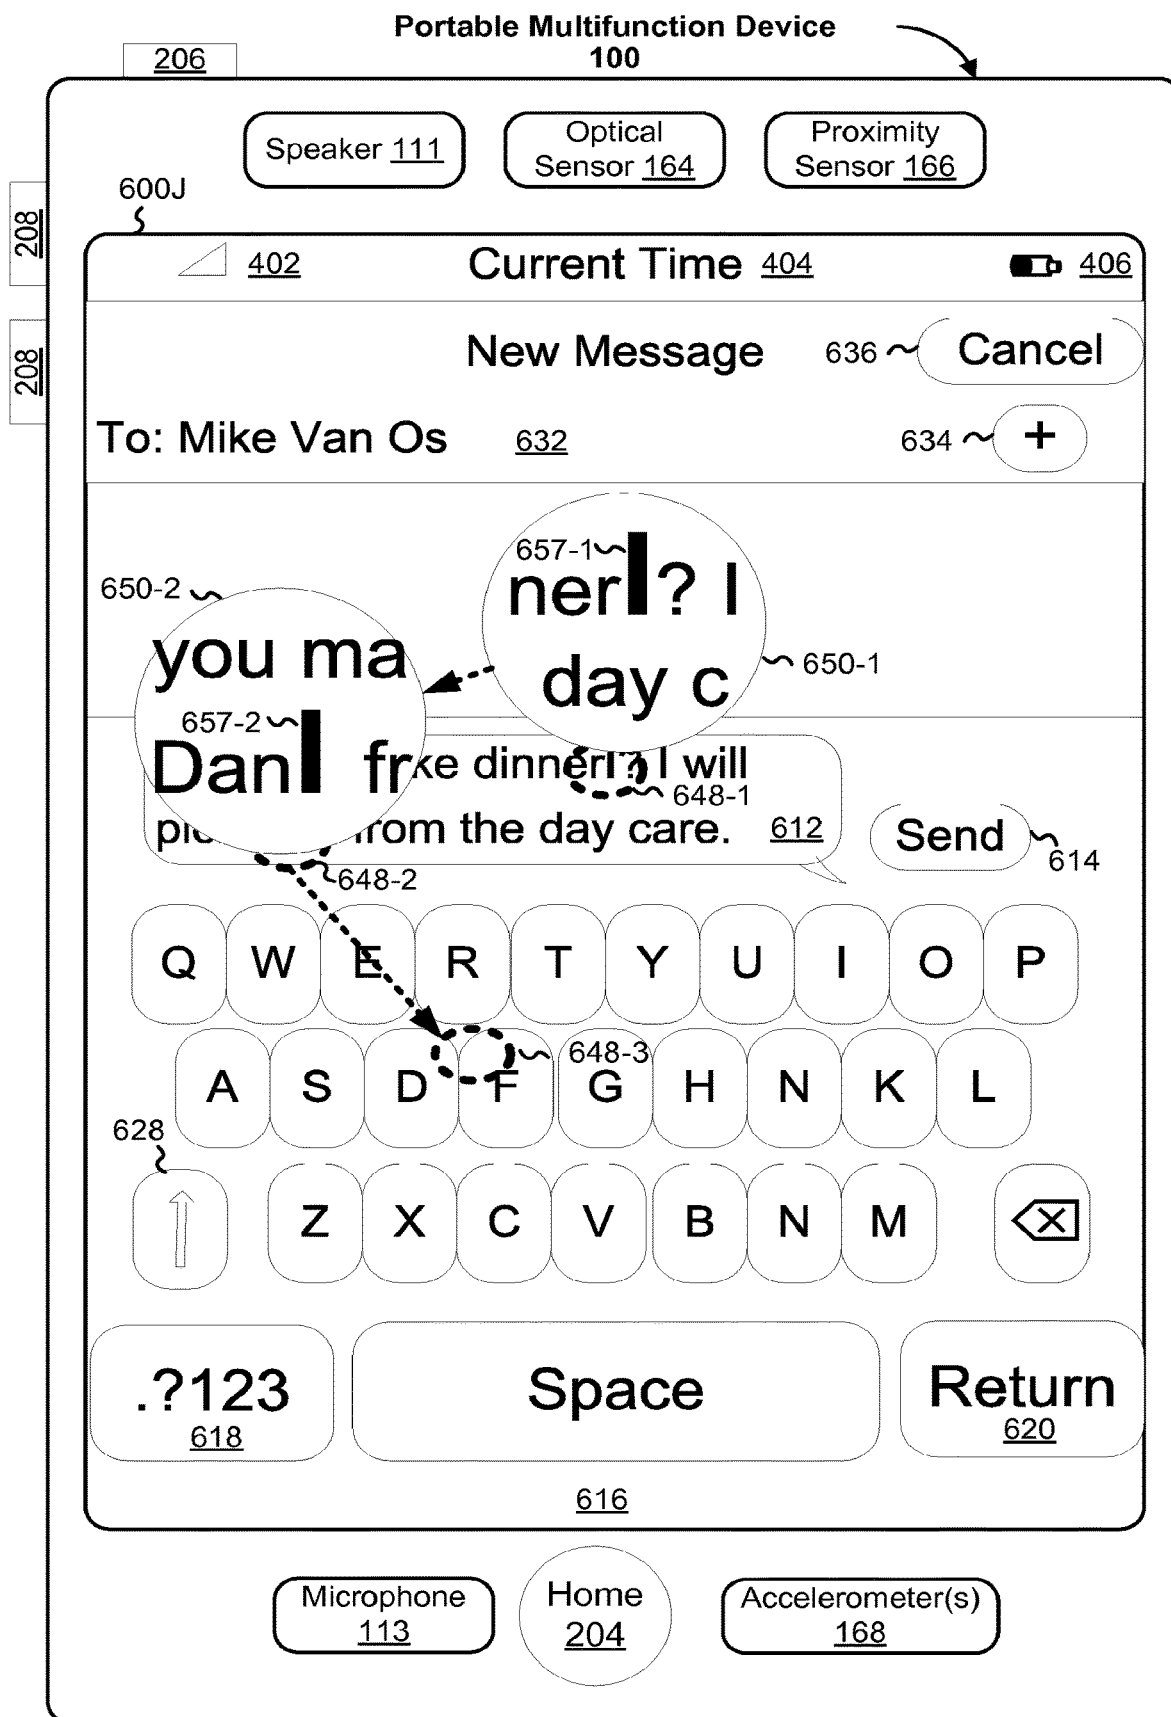 Portable Multifunction Device
100
206
Speaker 111
Optical
Sensor 164
Proximity
Sensor 166
600J
208
208
402
Current Time 404
406
New Message
636
Cancel
To: Mike Van Os
632
634
+
657-1
ner? I
day c
650-1
650-2
you ma
657-2
Dan fr
ke dinner? I will
648-1
from the day care.
612
Send
614
648-2
Q W E R T Y U I O P
648-3
A S D F G H N K L
628
Z X C V B N M
.?123
618
Space
Return
620
616
Microphone
113
Home
204
Accelerometer(s)
168